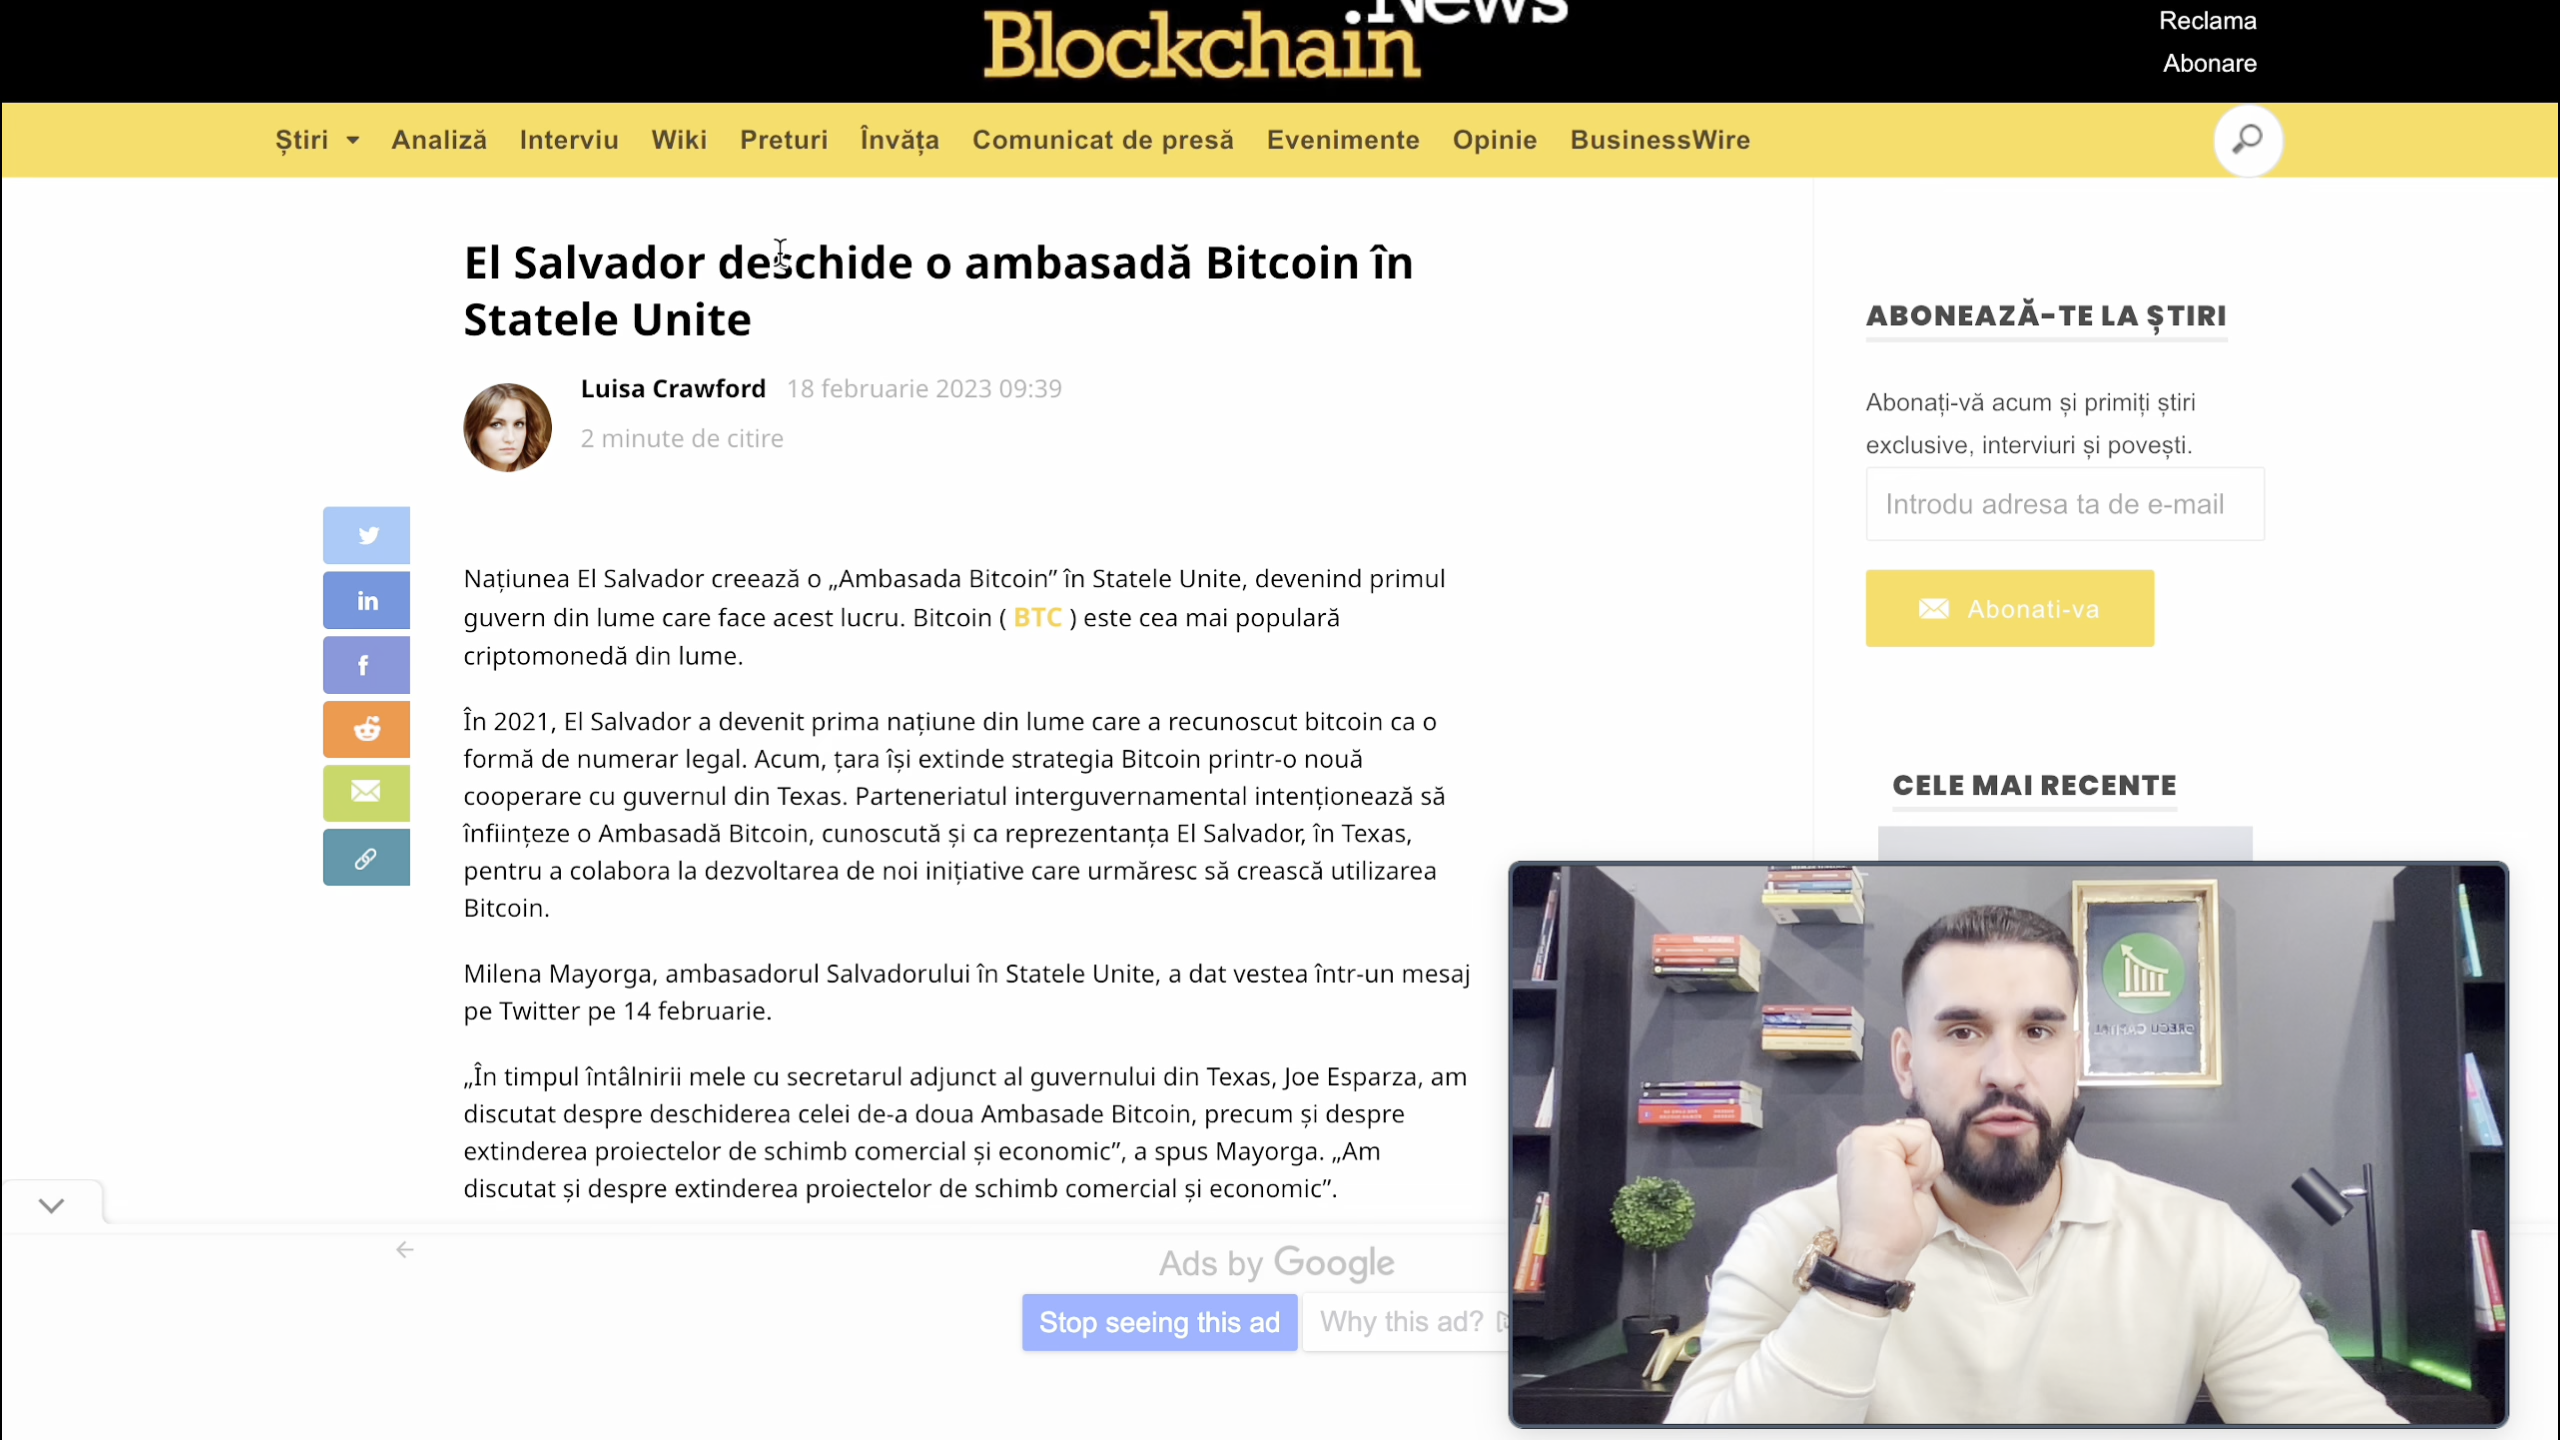 Blockchain.News
Reclama
Abonare
Știri Analiză Interviu Wiki Preturi Învăța Comunicat de presă Evenimente Opinie BusinessWire
El Salvador deschide o ambasadă Bitcoin în
Statele Unite
Luisa Crawford 18 februarie 2023 09:39
2 minute de citire
Națiunea El Salvador creează o „Ambasada Bitcoin” în Statele Unite, devenind primul
guvern din lume care face acest lucru. Bitcoin ( BTC ) este cea mai populară
criptomonedă din lume.
În 2021, El Salvador a devenit prima națiune din lume care a recunoscut bitcoin ca o
formă de numerar legal. Acum, țara își extinde strategia Bitcoin printr-o nouă
cooperare cu guvernul din Texas. Parteneriatul interguvernamental intenționează să
înființeze o Ambasadă Bitcoin, cunoscută și ca reprezentanța El Salvador, în Texas,
pentru a colabora la dezvoltarea de noi inițiative care urmăresc să crească utilizarea
Bitcoin.
Milena Mayorga, ambasadorul Salvadorului în Statele Unite, a dat vestea într-un mesaj
pe Twitter pe 14 februarie.
„În timpul întâlnirii mele cu secretarul adjunct al guvernului din Texas, Joe Esparza, am
discutat despre deschiderea celei de-a doua Ambasade Bitcoin, precum și despre
extinderea proiectelor de schimb comercial și economic”, a spus Mayorga. „Am
discutat și despre extinderea proiectelor de schimb comercial și economic”.
Ads by Google
Stop seeing this ad
Why this ad?
ABONEAZĂ-TE LA ȘTIRI
Abonați-vă acum și primiți știri
exclusive, interviuri și povești.
Introdu adresa ta de e-mail
Abonati-va
CELE MAI RECENTE
GREGU CAPITAL